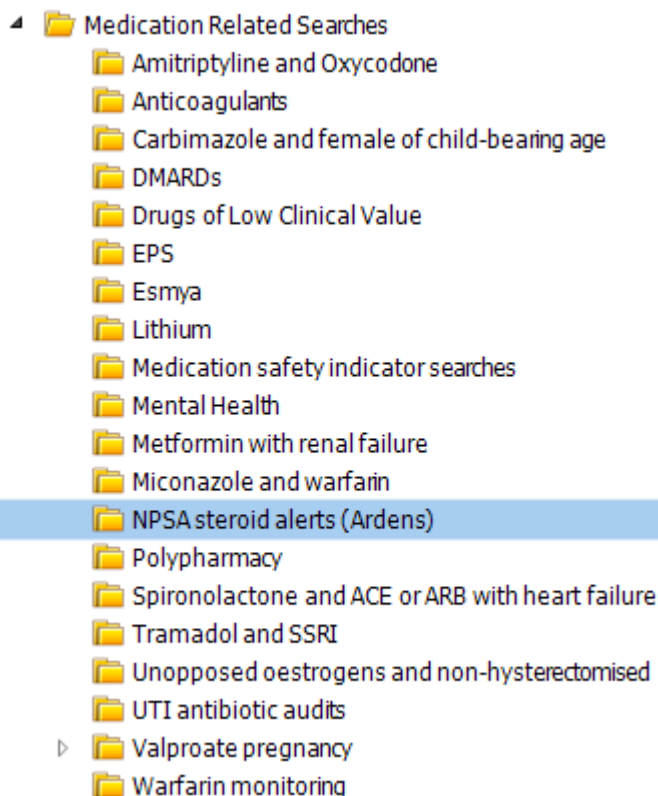 Medication Related Searches
Amitriptyline and Oxycodone
Anticoagulants
Carbimazole and female of child-bearing age
DMARDs
Drugs of Low Clinical Value
EPS
Esmya
Lithium
Medication safety indicator searches
Mental Health
Metformin with renal failure
Miconazole and warfarin
NPSA steroid alerts (Ardens)
Polypharmacy
Spironolactone and ACE or ARB with heart failure
Tramadol and SSRI
Unopposed oestrogens and non-hysterectomised
UTI antibiotic audits
Valproate pregnancy
Warfarin monitoring